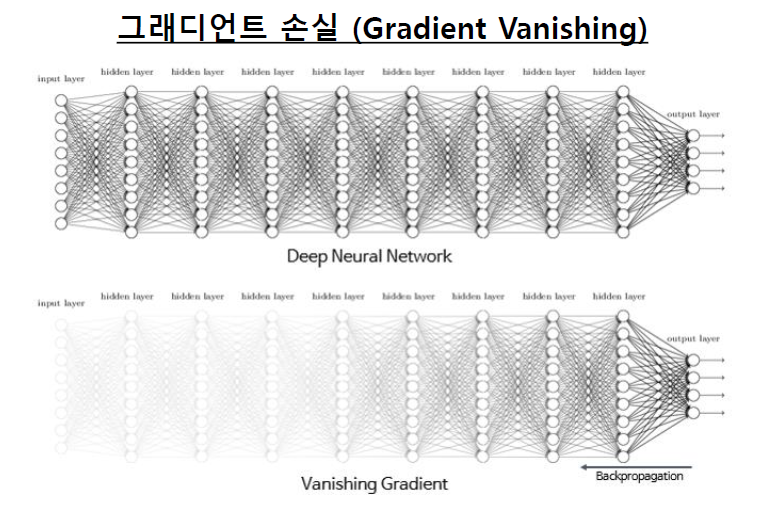 그래디언트 손실 (Gradient Vanishing)
input layer hidden layer hidden layer hidden layer hidden layer hidden layer hidden layer hidden layer hidden layer output layer
Deep Neural Network
input layer hidden layer hidden layer hidden layer hidden layer hidden layer hidden layer hidden layer hidden layer output layer
Backpropagation
Vanishing Gradient